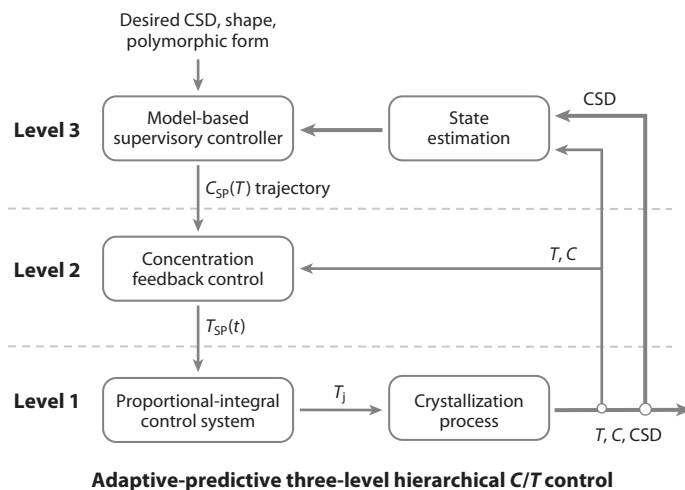 Desired CSD, shape,
polymorphic form
Level 3
Model-based
supervisory controller
State
estimation
CSD
C_SP(T) trajectory
Level 2
Concentration
feedback control
T, C
T_SP(t)
Level 1
Proportional-integral
control system
T_j
Crystallization
process
T, C, CSD
Adaptive-predictive three-level hierarchical C/T control